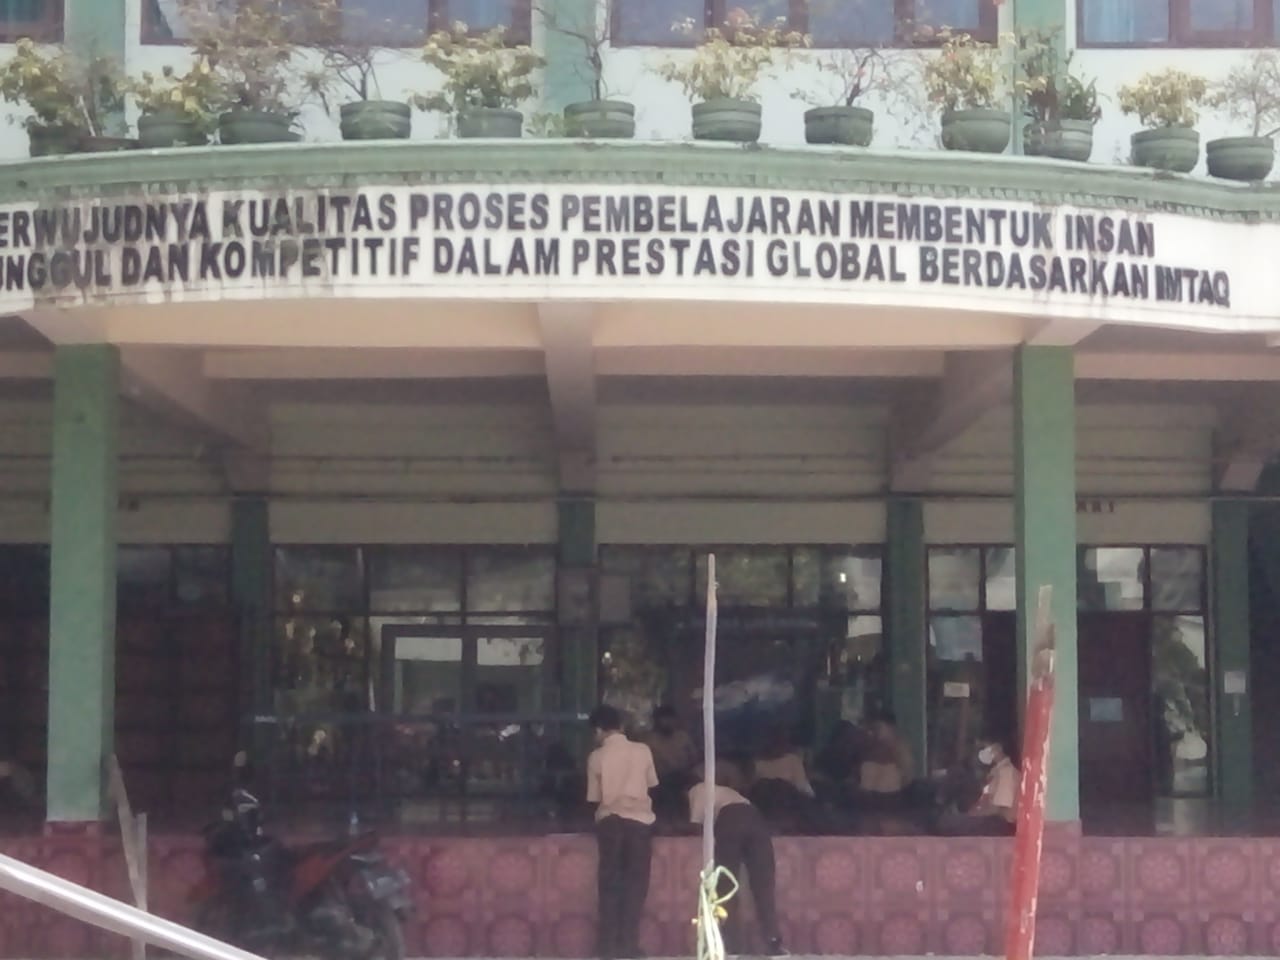 ERWUJUDNYA KUALITAS PROSES PEMBELAJARAN MEMBENTUK INSAN
UNGGUL DAN KOMPETITIF DALAM PRESTASI GLOBAL BERDASARKAN IMTAQ